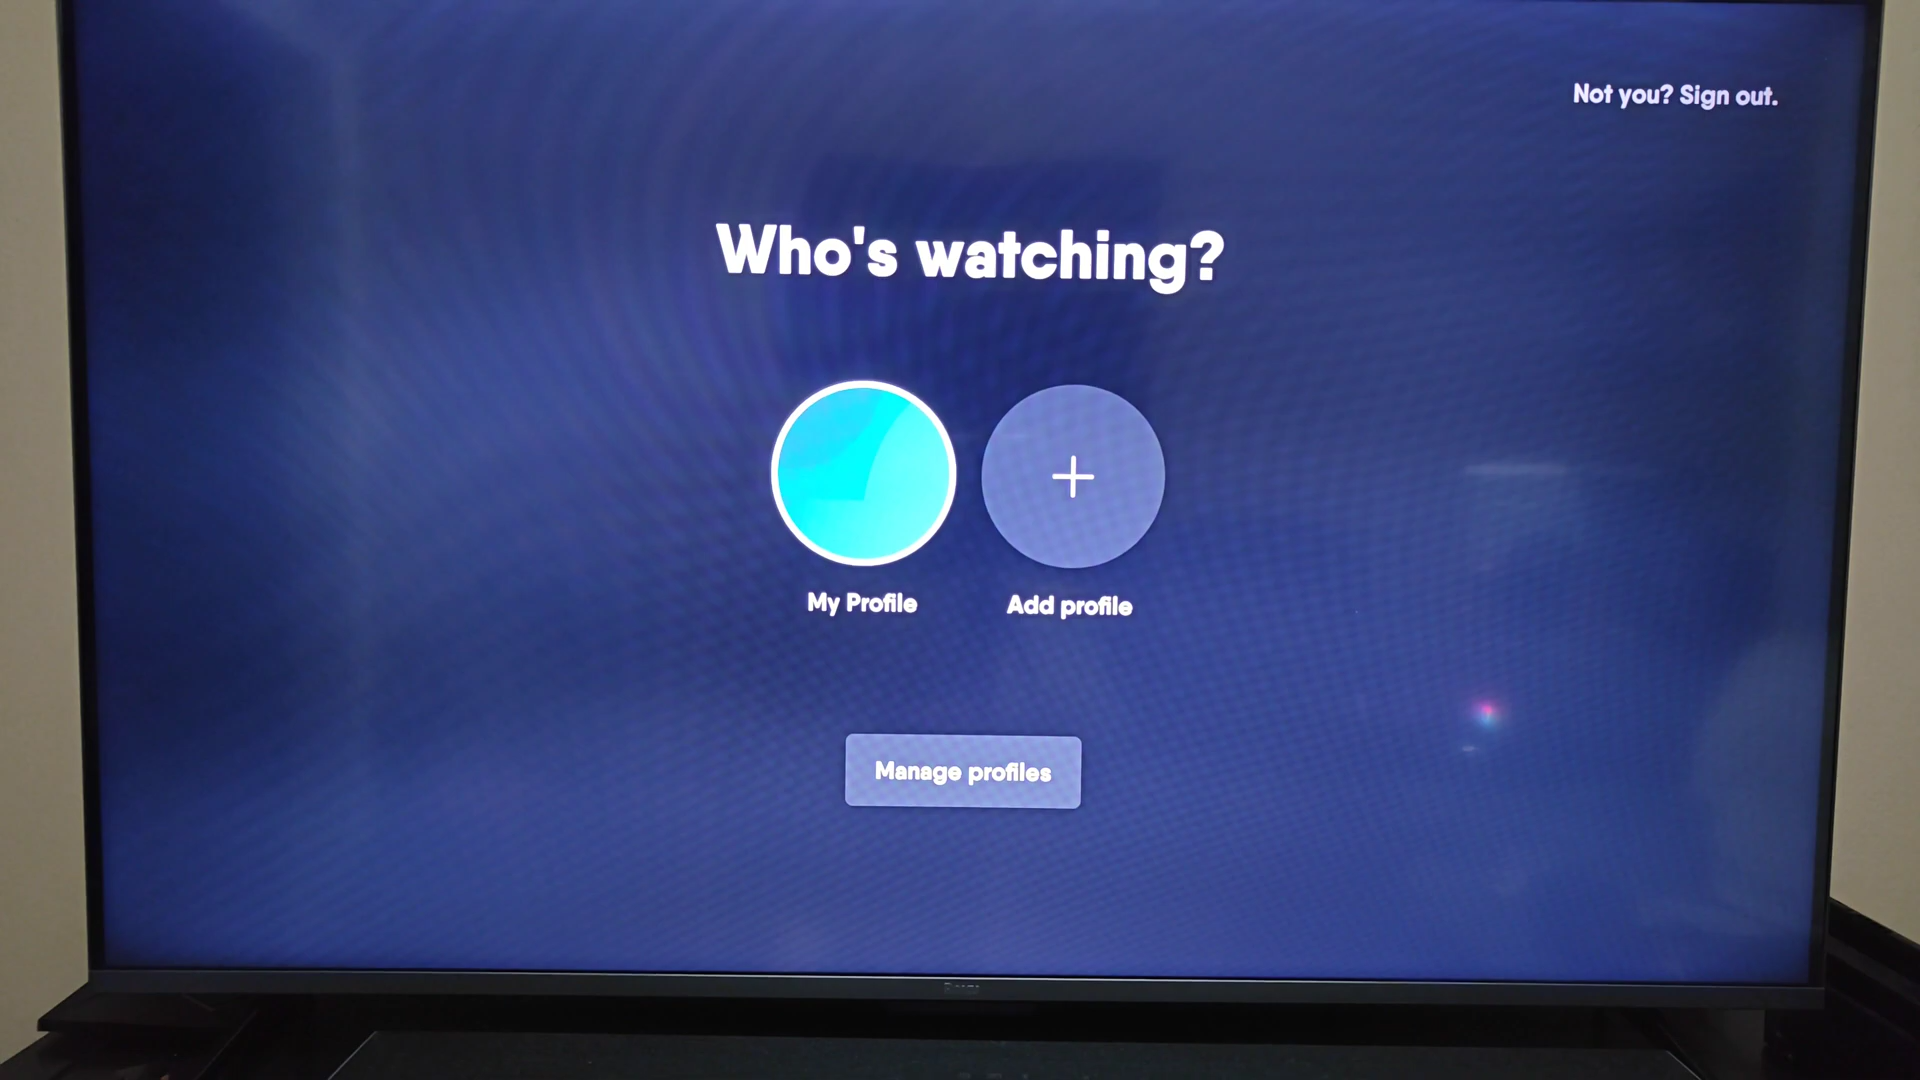 Not you? Sign out.
Who's watching?
My Profile
Add profile
Manage profiles